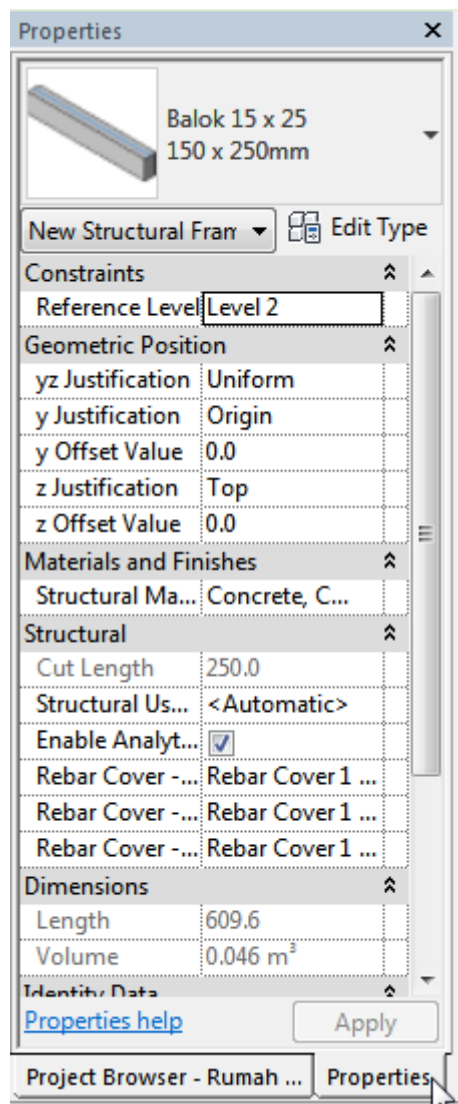 Properties
Balok 15 x 25
150 x 250mm
New Structural Fram
Edit Type
Constraints
Reference Level Level 2
Geometric Position
yz Justification Uniform
y Justification Origin
y Offset Value 0.0
z Justification Top
z Offset Value 0.0
Materials and Finishes
Structural Ma... Concrete, C...
Structural
Cut Length 250.0
Structural Us... <Automatic>
Enable Analyt...
Rebar Cover -... Rebar Cover 1 ...
Rebar Cover -... Rebar Cover 1 ...
Rebar Cover -... Rebar Cover 1 ...
Dimensions
Length 609.6
Volume 0.046 m³
Identity Data
Properties help
Apply
Project Browser - Rumah ... Properties